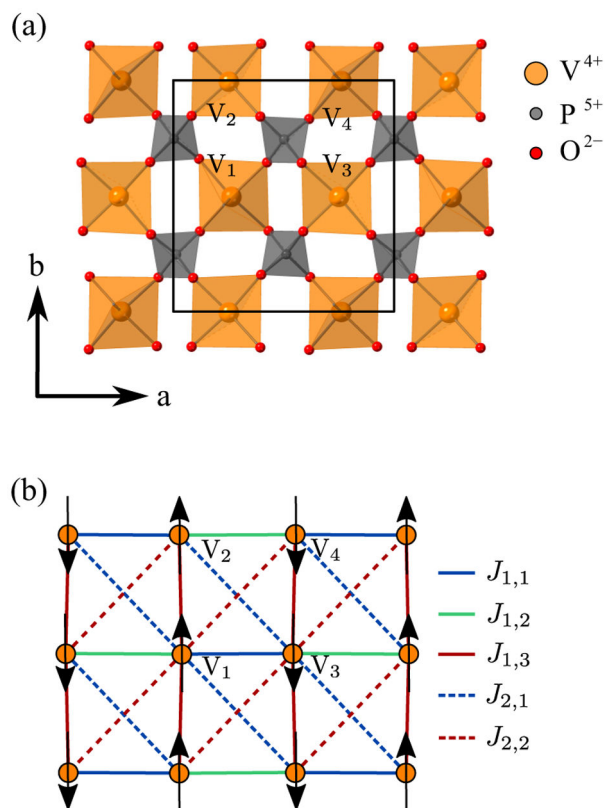 (a)
V⁴⁺
P ⁵⁺
O²⁻
V₂
V₄
V₁
V₃
b
a
(b)
V₂
V₄
V₁
V₃
J₁,₁
J₁,₂
J₁,₃
J₂,₁
J₂,₂